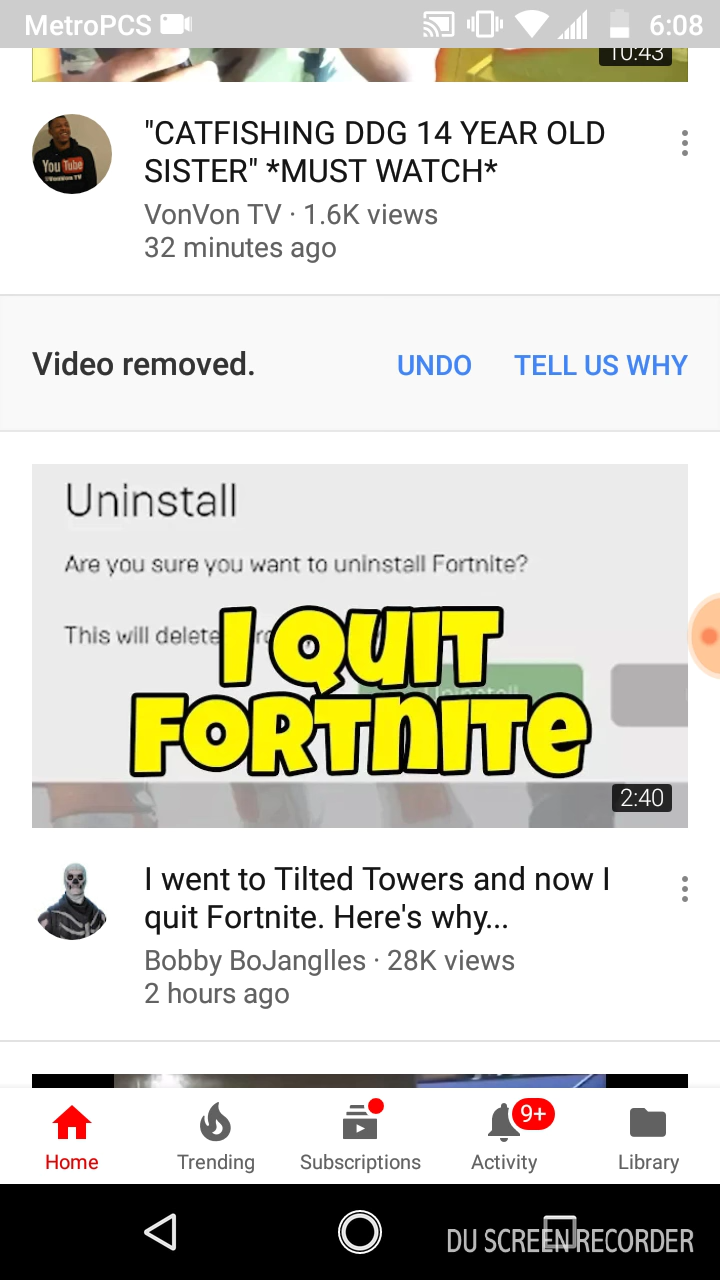 MetroPCS 6:08
10:43
"CATFISHING DDG 14 YEAR OLD
SISTER" *MUST WATCH*
VonVon TV · 1.6K views
32 minutes ago
You Tube
Video removed. UNDO TELL US WHY
Uninstall
Are you sure you want to uninstall Fortnite?
This will delete
I QUIT
FORTNITE
2:40
I went to Tilted Towers and now I
quit Fortnite. Here's why...
Bobby BoJanglles · 28K views
2 hours ago
9+
Home Trending Subscriptions Activity Library
DU SCREEN RECORDER